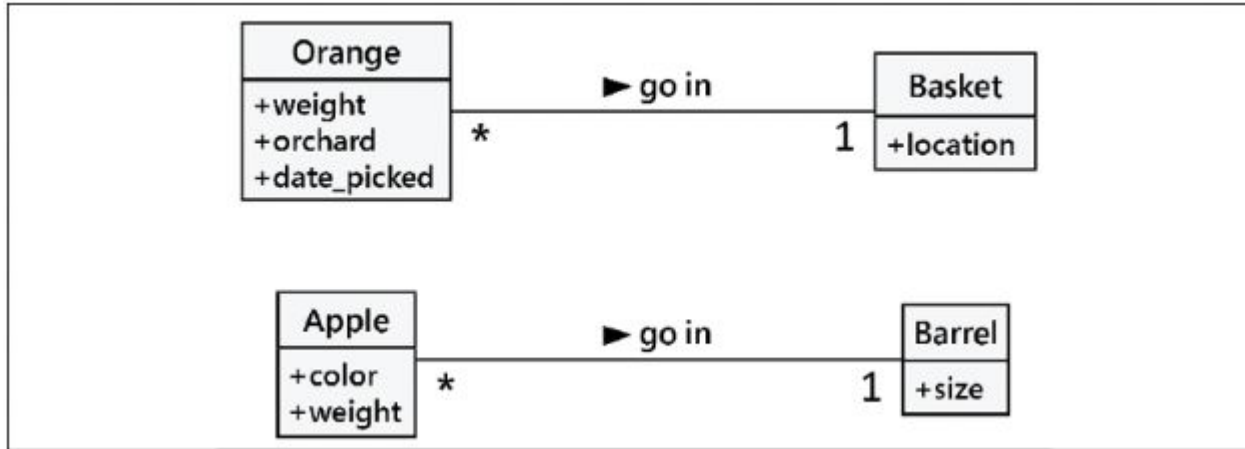 Orange
+weight
+orchard
+date_picked
► go in
*
1
Basket
+location
Apple
+color
+weight
► go in
*
1
Barrel
+size